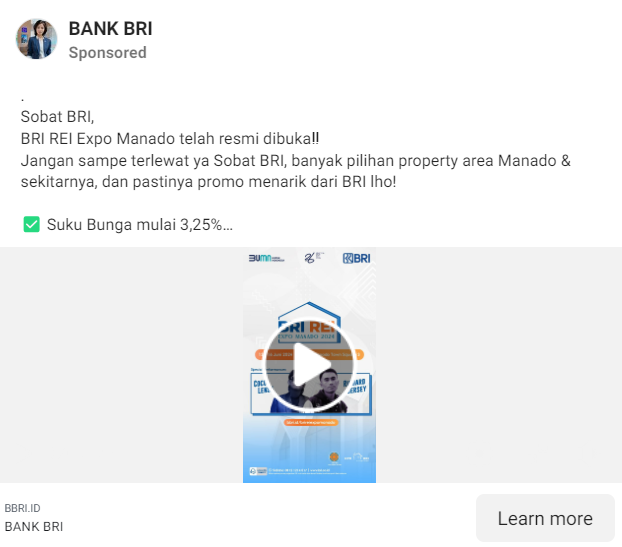 BANK BRI
Sponsored
.
Sobat BRI,
BRI REI Expo Manado telah resmi dibuka!!
Jangan sampe terlewat ya Sobat BRI, banyak pilihan property area Manado &
sekitarnya, dan pastinya promo menarik dari BRI lho!
✅ Suku Bunga mulai 3,25%...
BUMN
BRI
BRI REI
EXPO MANADO 2024
BBRI.ID
BANK BRI
Learn more